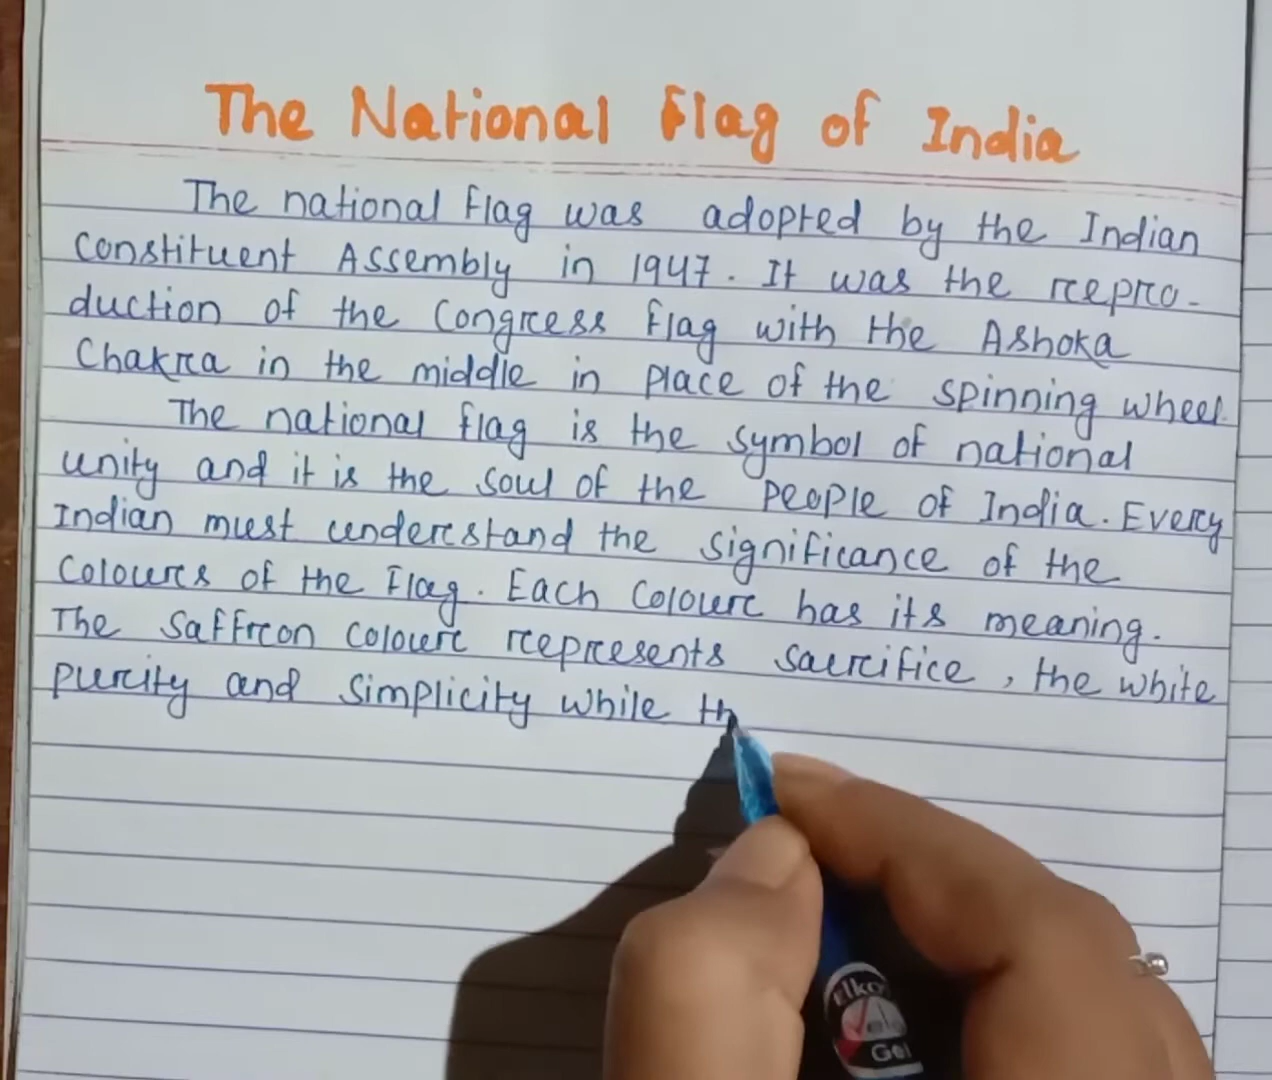 The National Flag of India
The national flag was adopted by the Indian
Constituent Assembly in 1947. It was the repro-
duction of the Congress flag with the Ashoka
Chakra in the middle in place of the spinning wheel.
The national flag is the symbol of national
unity and it is the soul of the people of India. Every
Indian must understand the significance of the
Colours of the Flag. Each Colour has its meaning.
The Saffron colour represents sacrifice, the white
purity and simplicity while th
Elko
Gel